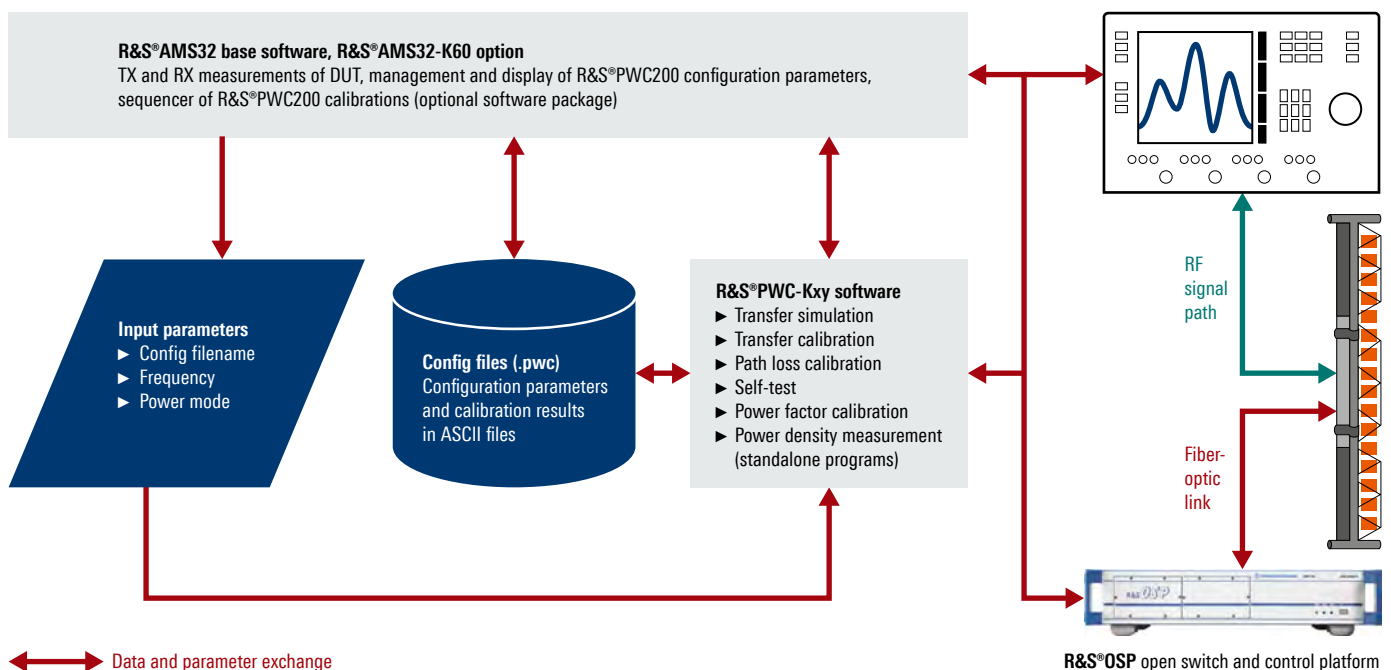 R&S®AMS32 base software, R&S®AMS32-K60 option
TX and RX measurements of DUT, management and display of R&S®PWC200 configuration parameters,
sequencer of R&S®PWC200 calibrations (optional software package)
Input parameters
► Config filename
► Frequency
► Power mode
Config files (.pwc)
Configuration parameters
and calibration results
in ASCII files
R&S®PWC-Kxy software
► Transfer simulation
► Transfer calibration
► Path loss calibration
► Self-test
► Power factor calibration
► Power density measurement
(standalone programs)
RF
signal
path
Fiber-
optic
link
R&S OSP
Data and parameter exchange
R&S®OSP open switch and control platform